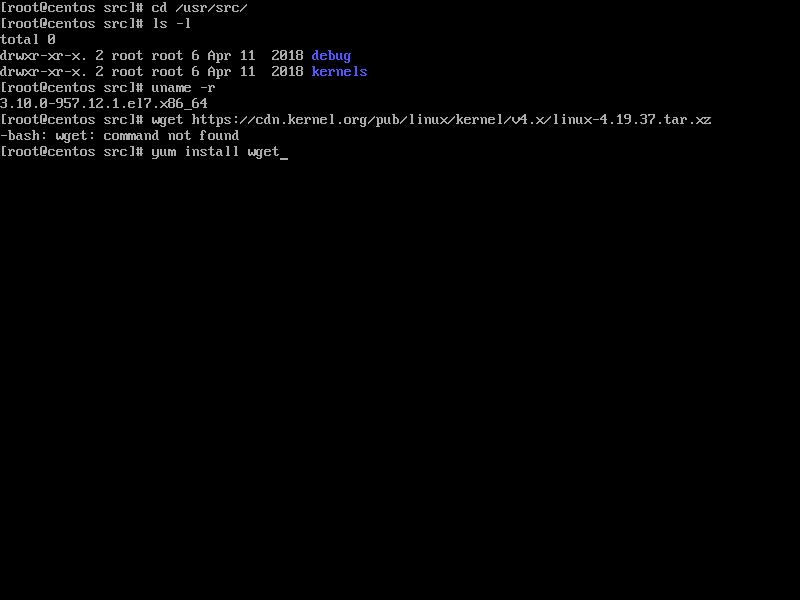 [root@centos src]# cd /usr/src/
[root@centos src]# ls -l
total 0
drwxr-xr-x. 2 root root 6 Apr 11  2018 debug
drwxr-xr-x. 2 root root 6 Apr 11  2018 kernels
[root@centos src]# uname -r
3.10.0-957.12.1.el7.x86_64
[root@centos src]# wget https://cdn.kernel.org/pub/linux/kernel/v4.x/linux-4.19.37.tar.xz
-bash: wget: command not found
[root@centos src]# yum install wget_